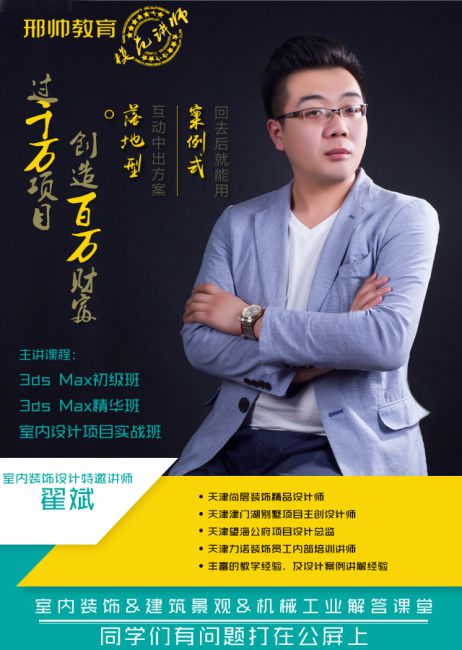 邢帅教育
模范讲师
过千万项目
创造百万财富
落地型
互动中出方案
案例式
回去后就能用
主讲课程：
3ds Max初级班
3ds Max精华班
室内设计项目实战班
室内装饰设计特邀讲师
翟斌
• 天津尚层装饰精品设计师
• 天津津门湖别墅项目主创设计师
• 天津望海公府项目设计总监
• 天津力诺装饰员工内部培训讲师
• 丰富的教学经验，及设计案例讲解经验
室内装饰&建筑景观&机械工业解答课堂
同学们有问题打在公屏上